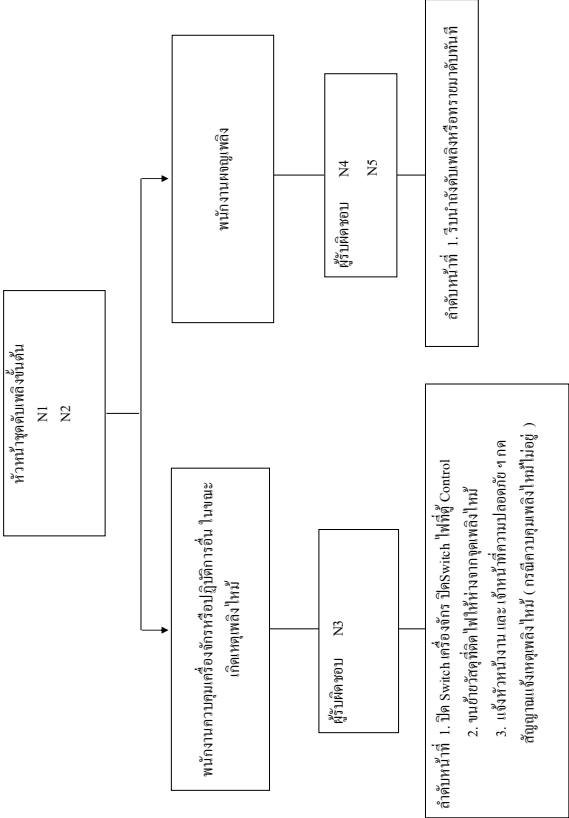 หัวหน้าชุดดับเพลิงขั้นต้น
N1
N2
พนักงานควบคุมเครื่องจักรหรือปฏิบัติการอื่น ในขณะ
เกิดเหตุเพลิงไหม้
ผู้รับผิดชอบ N3
ลำดับหน้าที่ 1. ปิด Switch เครื่องจักร ปิดSwitch ไฟที่ตู้ Control
2. ขนย้ายวัสดุที่ติดไฟให้ห่างจากจุดเพลิงไหม้
3. แจ้งหัวหน้างาน และ เจ้าหน้าที่ความปลอดภัย ฯ กด
สัญญาณแจ้งเหตุเพลิงไหม้ ( กรณีควบคุมเพลิงไหม้ไม่อยู่ )
พนักงานผจญเพลิง
ผู้รับผิดชอบ N4
N5
ลำดับหน้าที่ 1. รีบนำถังดับเพลิงหรือทรายมาดับทันที